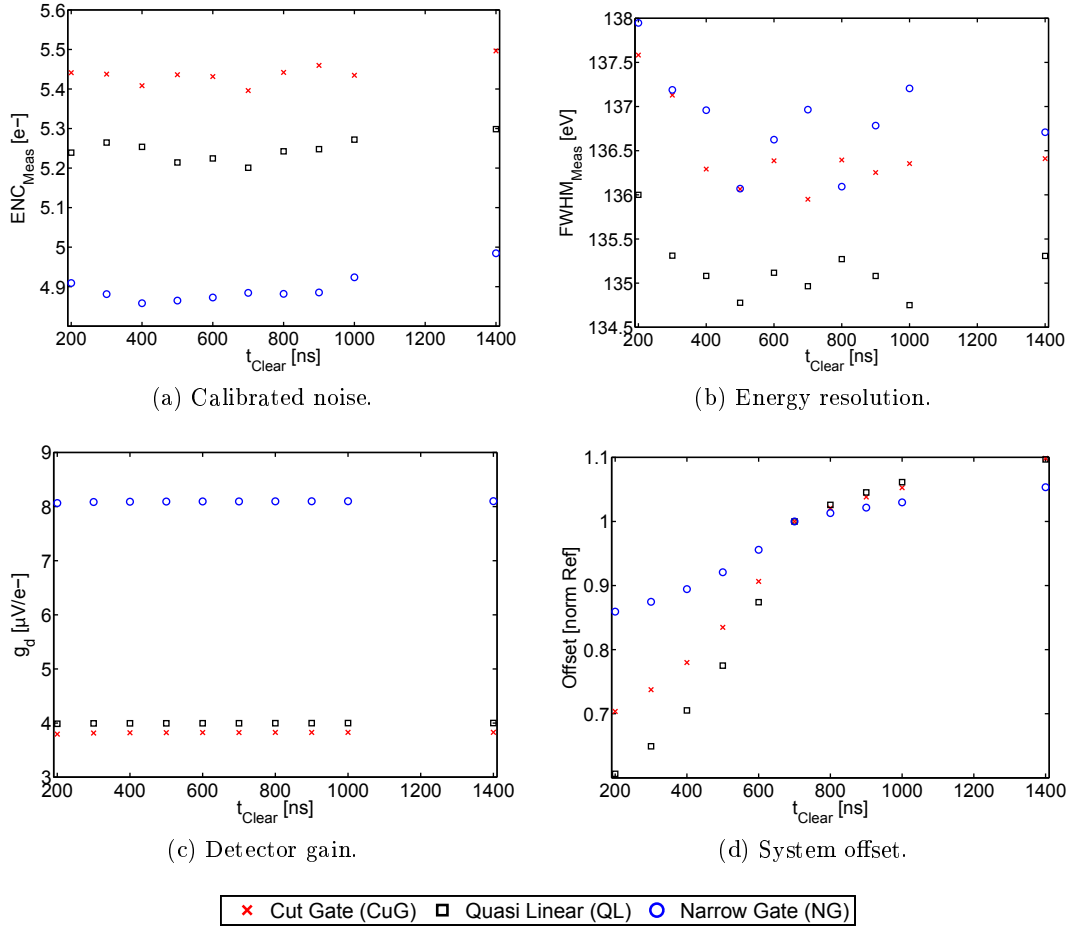 5.6
5.5
5.4
5.3
5.2
5.1
5
4.9
ENC_Meas [e−]
200 400 600 800 1000 1200 1400
t_Clear [ns]
(a) Calibrated noise.
138
137.5
137
136.5
136
135.5
135
134.5
FWHM_Meas [eV]
200 400 600 800 1000 1200 1400
t_Clear [ns]
(b) Energy resolution.
9
8
7
6
5
4
3
g_d [µV/e−]
200 400 600 800 1000 1200 1400
t_Clear [ns]
(c) Detector gain.
1.1
1
0.9
0.8
0.7
Offset [norm Ref]
200 400 600 800 1000 1200 1400
t_Clear [ns]
(d) System offset.
Cut Gate (CuG) Quasi Linear (QL) Narrow Gate (NG)